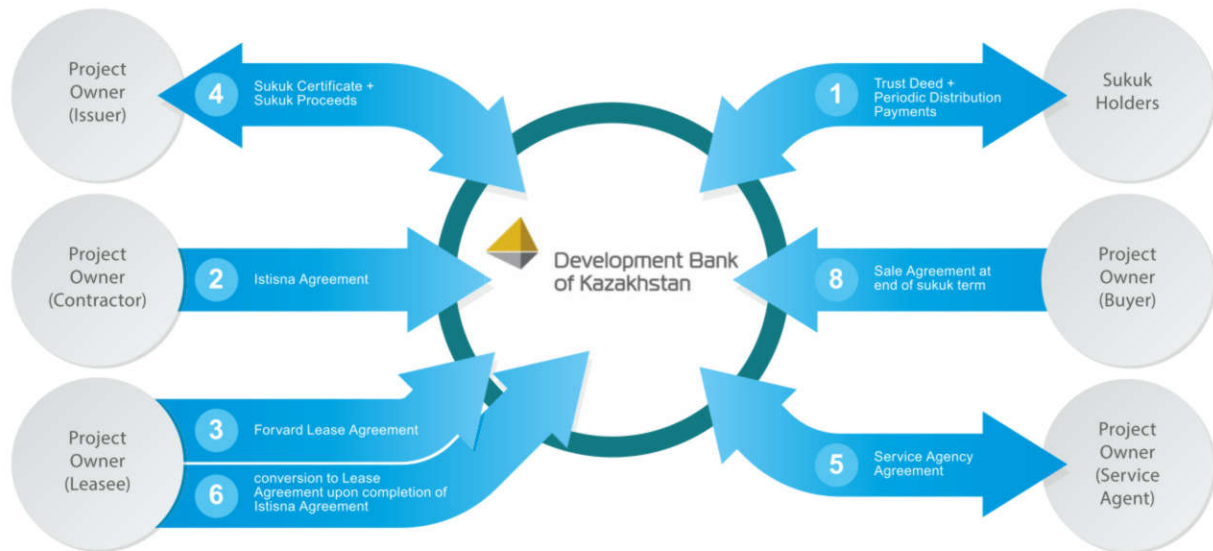 Project
Owner
(Issuer)
4
Sukuk Certificate +
Sukuk Proceeds
1
Trust Deed +
Periodic Distribution
Payments
Sukuk
Holders
Project
Owner
(Contractor)
2
Istisna Agreement
Development Bank
of Kazakhstan
8
Sale Agreement at
end of sukuk term
Project
Owner
(Buyer)
Project
Owner
(Leasee)
3
Forvard Lease Agreement
6
conversion to Lease
Agreement upon completion of
Istisna Agreement
5
Service Agency
Agreement
Project
Owner
(Service
Agent)